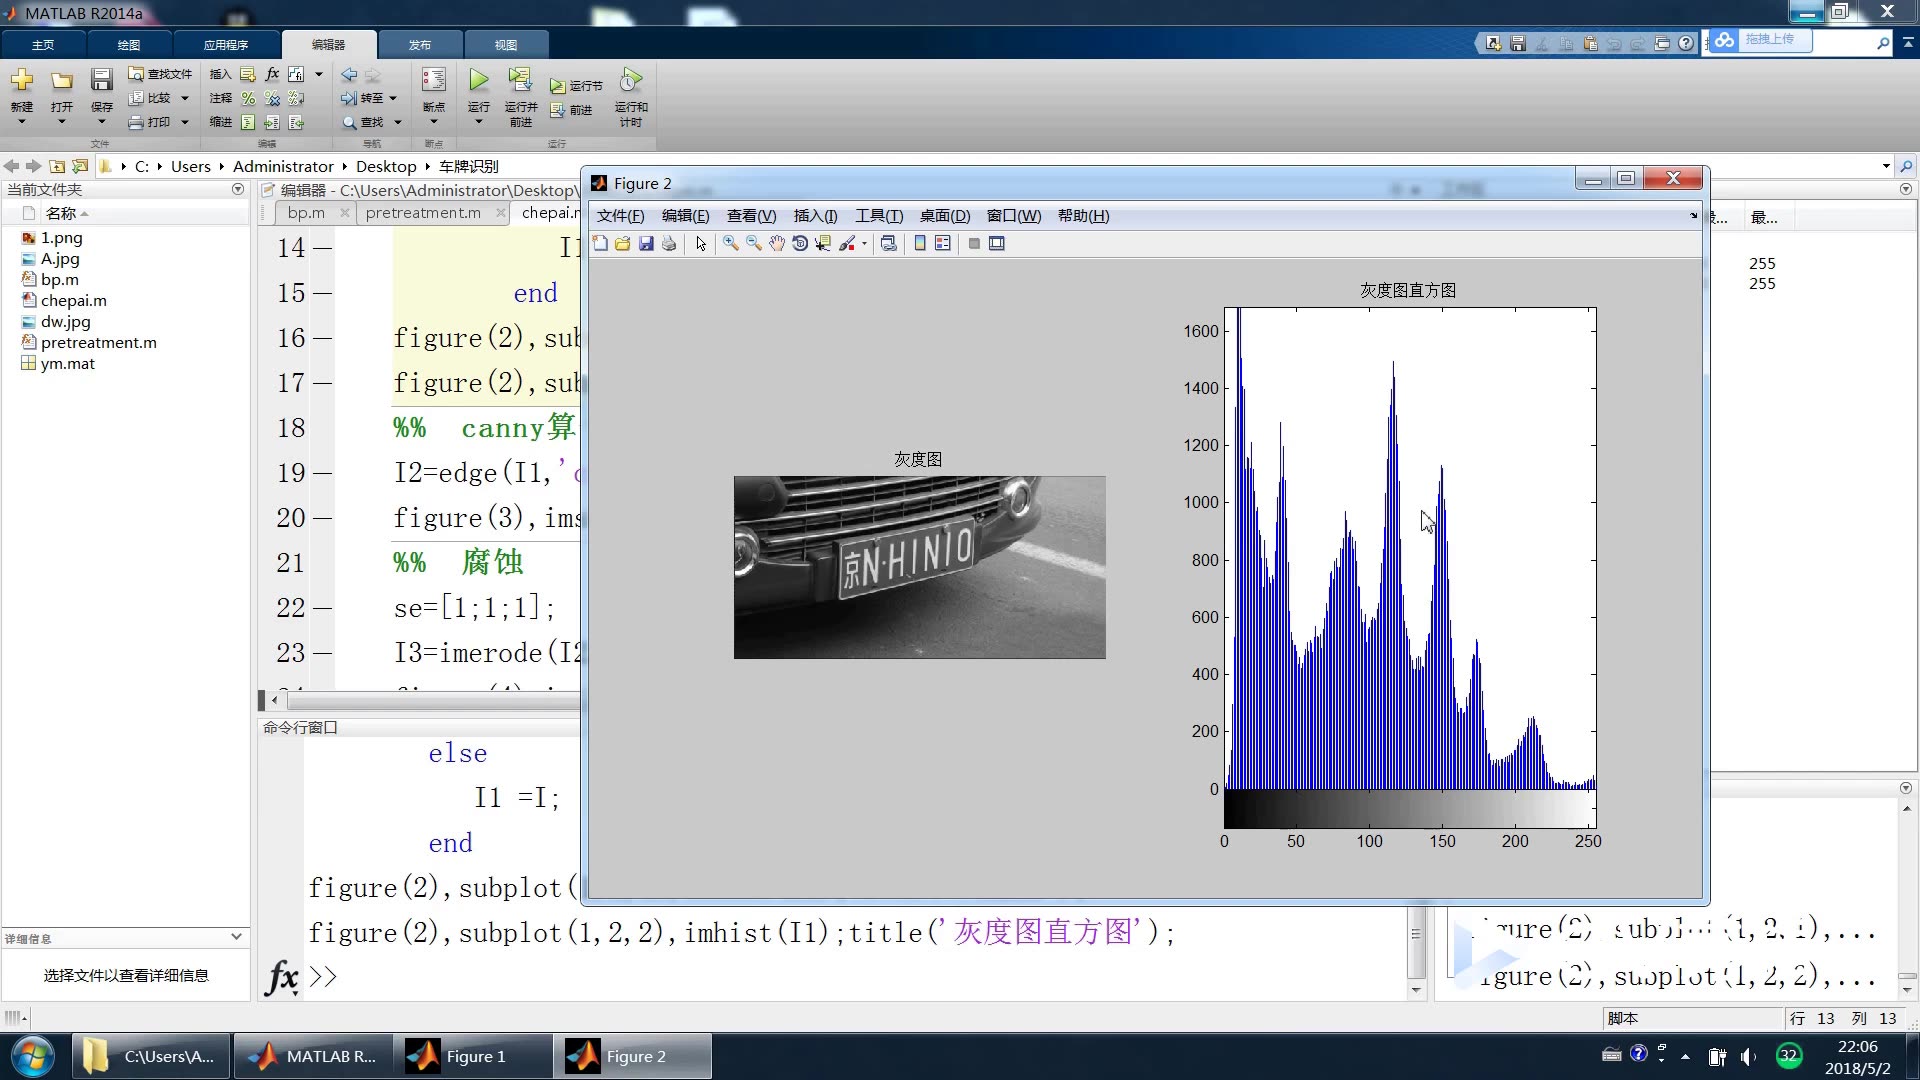 MATLAB R2014a
主页 绘图 应用程序 编辑器 发布 视图
拖拽上传
新建 打开 保存 查找文件 比较 打印 文件
插入 注释 缩进 编辑
转至 查找 导航
断点 断点
运行 运行并前进 运行节 前进 运行和计时 运行
C: Users Administrator Desktop 车牌识别
当前文件夹
名称
1.png
A.jpg
bp.m
chepai.m
dw.jpg
pretreatment.m
ym.mat
详细信息
选择文件以查看详细信息
编辑器 - C:\Users\Administrator\Desktop\
bp.m pretreatment.m chepai.m
14 I1
15 end
16 figure(2),sub
17 figure(2),sub
18 %% canny算
19 I2=edge(I1,'c
20 figure(3),ims
21 %% 腐蚀
22 se=[1;1;1];
23 I3=imerode(I2
命令行窗口
else
I1 =I;
end
figure(2),subplot(
figure(2),subplot(1,2,2),imhist(I1);title('灰度图直方图');
fx >>
Figure 2
文件(F) 编辑(E) 查看(V) 插入(I) 工具(T) 桌面(D) 窗口(W) 帮助(H)
灰度图
京N·HIN10
灰度图直方图
1600
1400
1200
1000
800
600
400
200
0
0 50 100 150 200 250
最... 最...
255
255
figure(2),subplot(1,2,1),...
figure(2),subplot(1,2,2),...
脚本 行 13 列 13
C:\Users\A... MATLAB R... Figure 1 Figure 2
32
22:06
2018/5/2